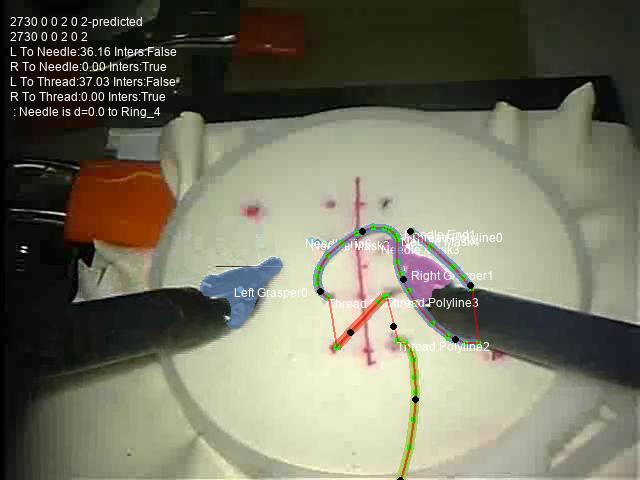 2730 0 0 2 0 2-predicted
2730 0 0 2 0 2
L To Needle:36.16 Inters:False
R To Needle:0.00 Inters:True
L To Thread:37.03 Inters:False
R To Thread:0.00 Inters:True
: Needle is d=0.0 to Ring_4
Needle Mask3
Right Grasper1
Left Grasper0
Thread
Polyline3
Thread Polyline2